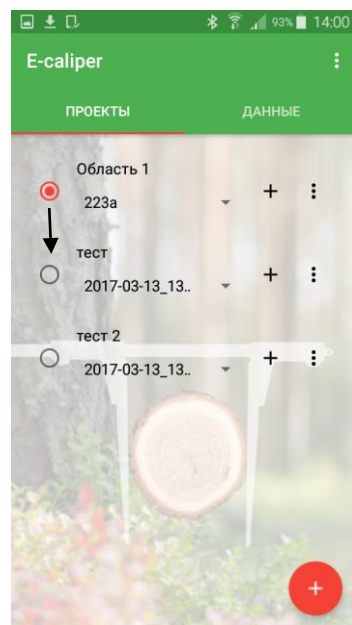 93% 14:00
E-caliper
ПРОЕКТЫ ДАННЫЕ
Область 1
223а
тест
2017-03-13_13..
тест 2
2017-03-13_13..